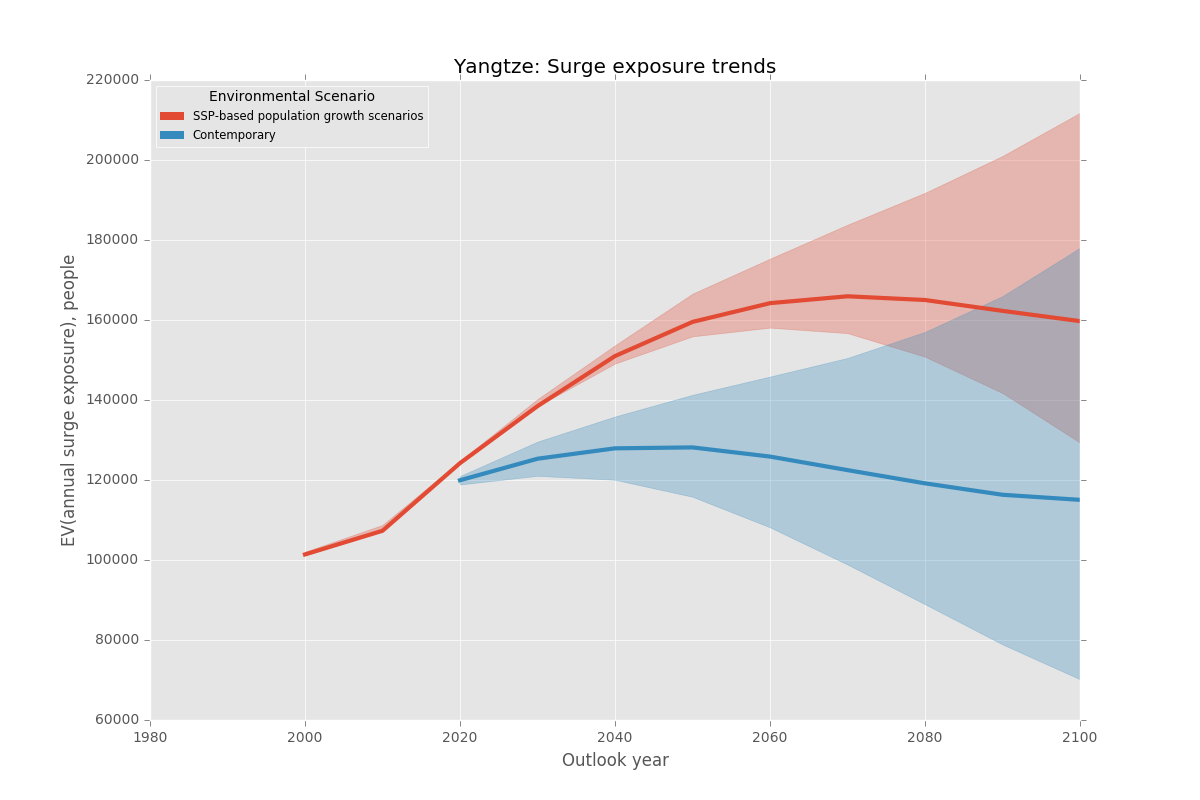 Yangtze: Surge exposure trends
Environmental Scenario
SSP-based population growth scenarios
Contemporary
EV(annual surge exposure), people
220000
200000
180000
160000
140000
120000
100000
80000
60000
1980 2000 2020 2040 2060 2080 2100
Outlook year